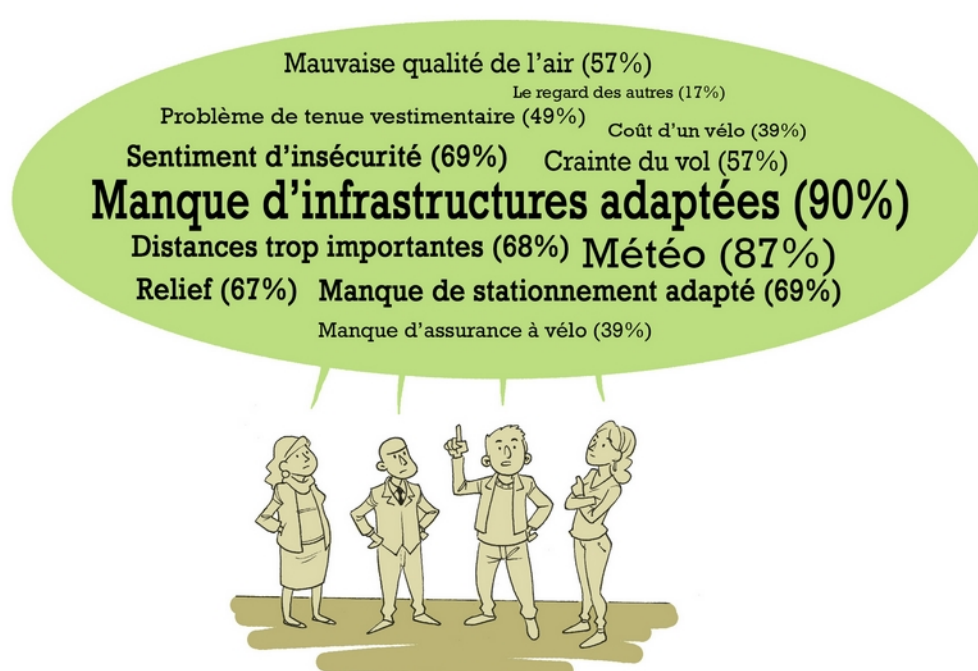 Mauvaise qualité de l’air (57%)
Le regard des autres (17%)
Problème de tenue vestimentaire (49%)
Coût d’un vélo (39%)
Sentiment d’insécurité (69%) Crainte du vol (57%)
Manque d’infrastructures adaptées (90%)
Distances trop importantes (68%) Météo (87%)
Relief (67%) Manque de stationnement adapté (69%)
Manque d’assurance à vélo (39%)